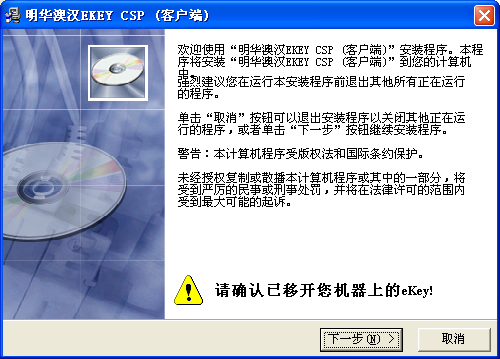 明华澳汉EKEY CSP (客户端)
欢迎使用“明华澳汉EKEY CSP (客户端)”安装程序。本程
序将安装“明华澳汉EKEY CSP (客户端)”到您的计算机
中。
强烈建议您在运行本安装程序前退出其他所有正在运行
的程序。
单击“取消”按钮可以退出安装程序以关闭其他正在运
行的程序，或者单击“下一步”按钮继续安装程序。
警告：本计算机程序受版权法和国际条约保护。
未经授权复制或散播本计算机程序或其中的一部分，将
受到严厉的民事或刑事处罚，并将在法律许可的范围内
受到最大可能的起诉。
请确认已移开您机器上的eKey!
下一步(N) >
取消